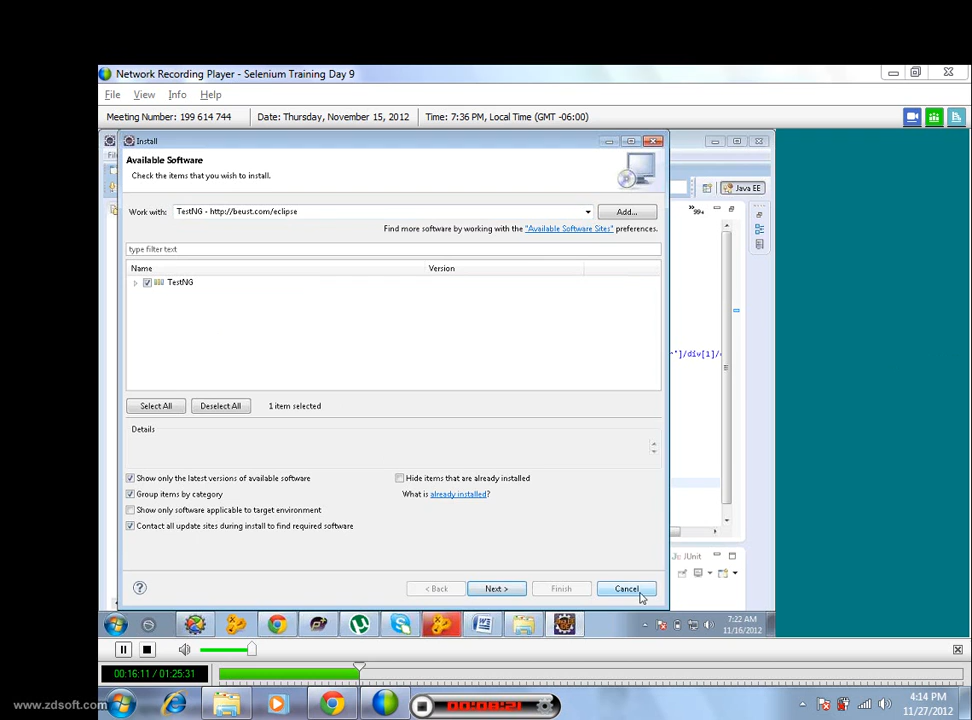 Network Recording Player - Selenium Training Day 9
File View Info Help
Meeting Number: 199 614 744 Date: Thursday, November 15, 2012 Time: 7:36 PM, Local Time (GMT -06:00)
Install
Available Software
Check the items that you wish to install.
Java EE
Work with: TestNG - http://beust.com/eclipse Add...
Find more software by working with the "Available Software Sites" preferences.
type filter text
Name Version
TestNG
Select All Deselect All 1 item selected
Details
Show only the latest versions of available software Hide items that are already installed
Group items by category What is already installed?
Show only software applicable to target environment
Contact all update sites during install to find required software
JUnit
< Back Next > Finish Cancel
7:22 AM
11/16/2012
00:16:11 / 01:25:31
www.zdsoft.com
4:14 PM
11/27/2012